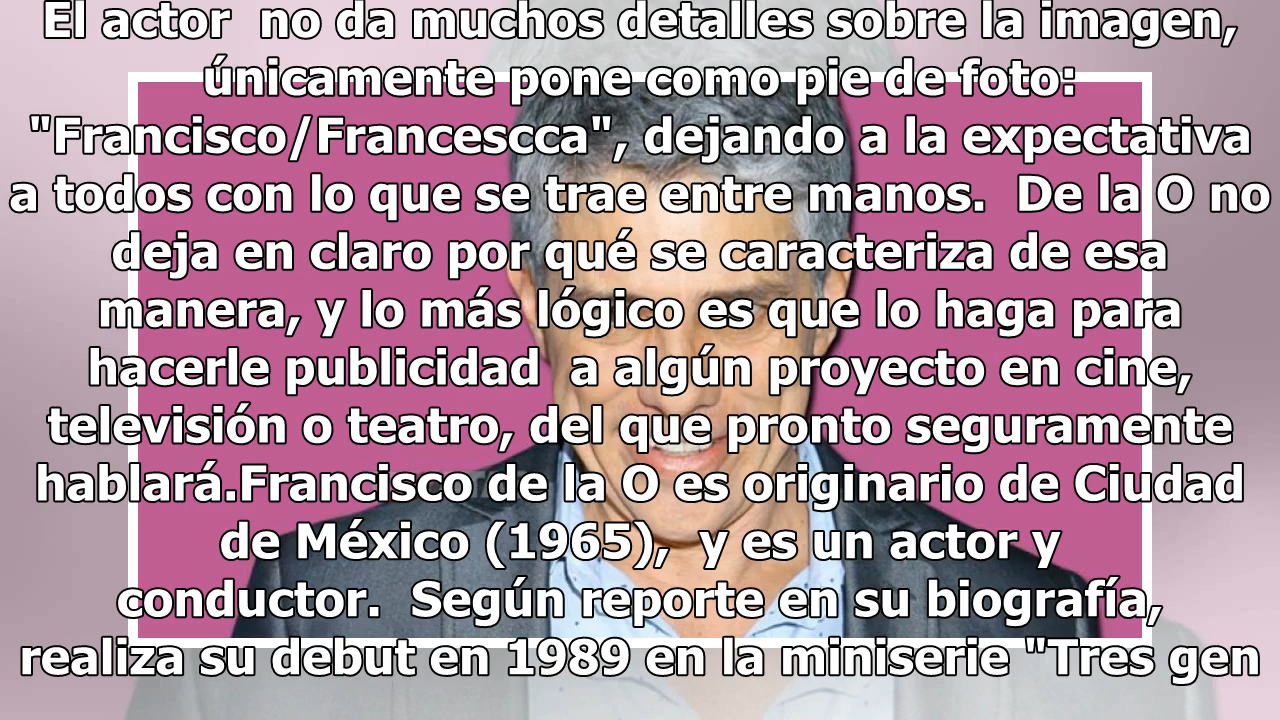 El actor  no da muchos detalles sobre la imagen,
únicamente pone como pie de foto:
"Francisco/Francescca", dejando a la expectativa
a todos con lo que se trae entre manos.  De la O no
deja en claro por qué se caracteriza de esa
manera, y lo más lógico es que lo haga para
hacerle publicidad  a algún proyecto en cine,
televisión o teatro, del que pronto seguramente
hablará.Francisco de la O es originario de Ciudad
de México (1965),  y es un actor y
conductor.  Según reporte en su biografía,
realiza su debut en 1989 en la miniserie "Tres gen